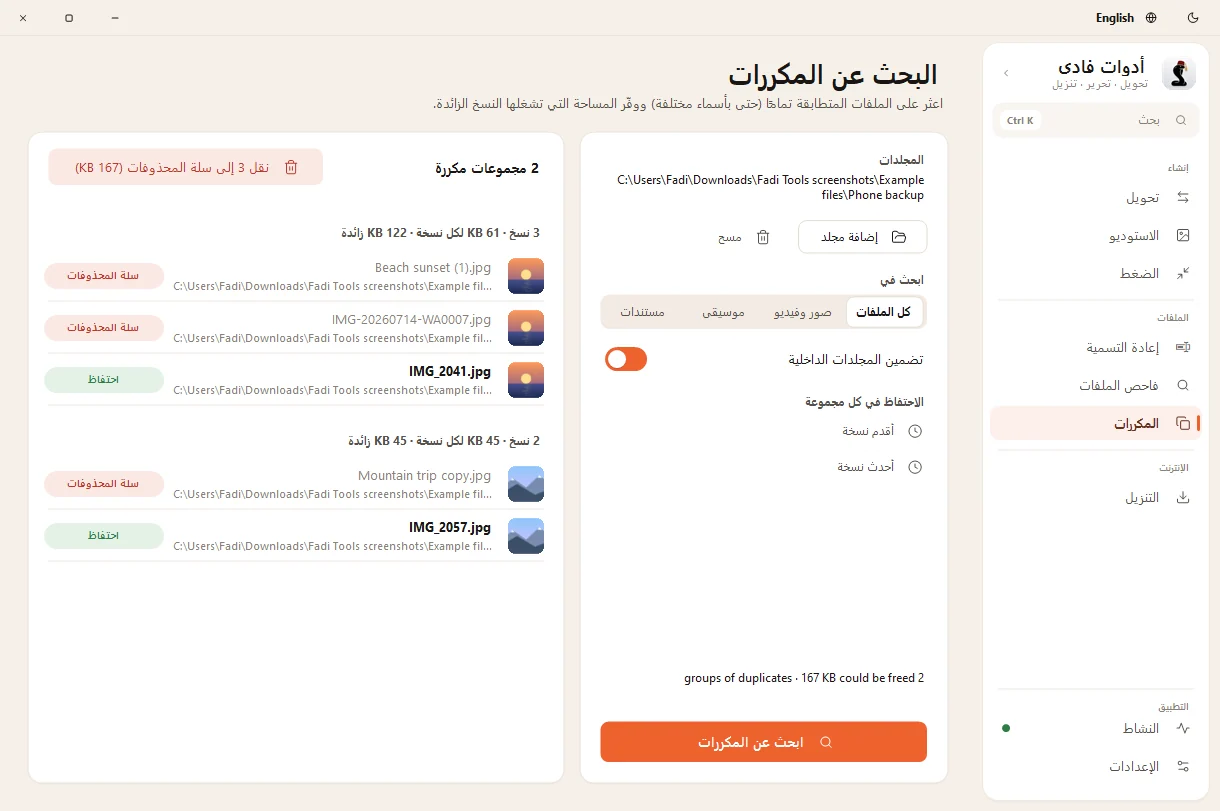 English
أدوات فادي
تحويل · تحرير · تنزيل
بحث
Ctrl K
إنشاء
تحويل
الاستوديو
الضغط
الملفات
إعادة التسمية
فاحص الملفات
المكررات
الإنترنت
التنزيل
التطبيق
النشاط
الإعدادات
البحث عن المكررات
اعثر على الملفات المتطابقة تمامًا (حتى بأسماء مختلفة) ووفّر المساحة التي تشغلها النسخ الزائدة.
المجلدات
C:\Users\Fadi\Downloads\Fadi Tools screenshots\Example
files\Phone backup
إضافة مجلد
مسح
ابحث في
كل الملفات
صور وفيديو
موسيقى
مستندات
تضمين المجلدات الداخلية
الاحتفاظ في كل مجموعة
أقدم نسخة
أحدث نسخة
groups of duplicates · 167 KB could be freed 2
ابحث عن المكررات
2 مجموعات مكررة
نقل 3 إلى سلة المحذوفات (167 KB)
3 نسخ · 61 KB لكل نسخة · 122 KB زائدة
Beach sunset (1).jpg
C:\Users\Fadi\Downloads\Fadi Tools screenshots\Example fil...
سلة المحذوفات
IMG-20260714-WA0007.jpg
C:\Users\Fadi\Downloads\Fadi Tools screenshots\Example fil...
سلة المحذوفات
IMG_2041.jpg
C:\Users\Fadi\Downloads\Fadi Tools screenshots\Example fil...
احتفاظ
2 نسخ · 45 KB لكل نسخة · 45 KB زائدة
Mountain trip copy.jpg
C:\Users\Fadi\Downloads\Fadi Tools screenshots\Example fil...
سلة المحذوفات
IMG_2057.jpg
C:\Users\Fadi\Downloads\Fadi Tools screenshots\Example fil...
احتفاظ